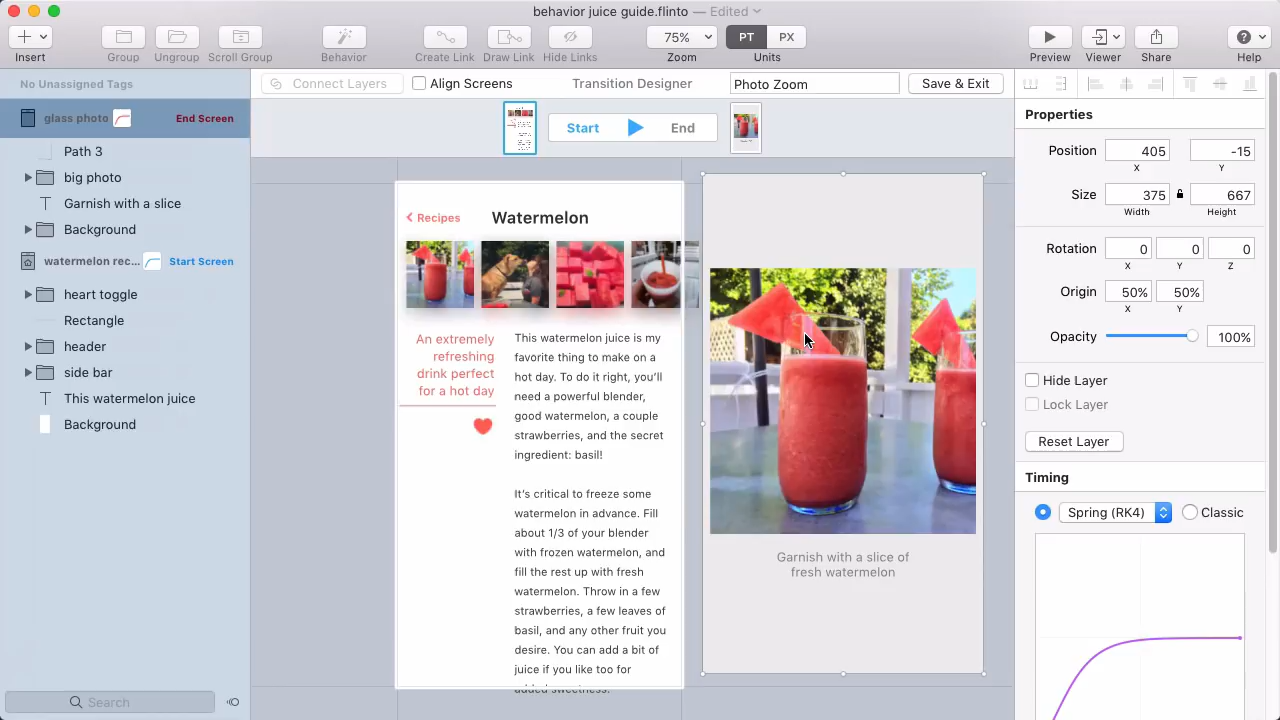 behavior juice guide.flinto — Edited
75%
PT PX
Insert Group Ungroup Scroll Group Behavior Create Link Draw Link Hide Links Zoom Units Preview Viewer Share Help
No Unassigned Tags
Connect Layers Align Screens Transition Designer Photo Zoom Save & Exit
Start End
glass photo End Screen
Path 3
big photo
Garnish with a slice
Background
watermelon rec... Start Screen
heart toggle
Rectangle
header
side bar
This watermelon juice
Background
Search
Recipes Watermelon
An extremely
refreshing
drink perfect
for a hot day
This watermelon juice is my
favorite thing to make on a
hot day. To do it right, you'll
need a powerful blender,
good watermelon, a couple
strawberries, and the secret
ingredient: basil!
It's critical to freeze some
watermelon in advance. Fill
about 1/3 of your blender
with frozen watermelon, and
fill the rest up with fresh
watermelon. Throw in a few
strawberries, a few leaves of
basil, and any other fruit you
desire. You can add a bit of
juice if you like too for
added sweetness.
Garnish with a slice of
fresh watermelon
Properties
Position 405 -15
X Y
Size 375 667
Width Height
Rotation 0 0 0
X Y Z
Origin 50% 50%
X Y
Opacity 100%
Hide Layer
Lock Layer
Reset Layer
Timing
Spring (RK4) Classic